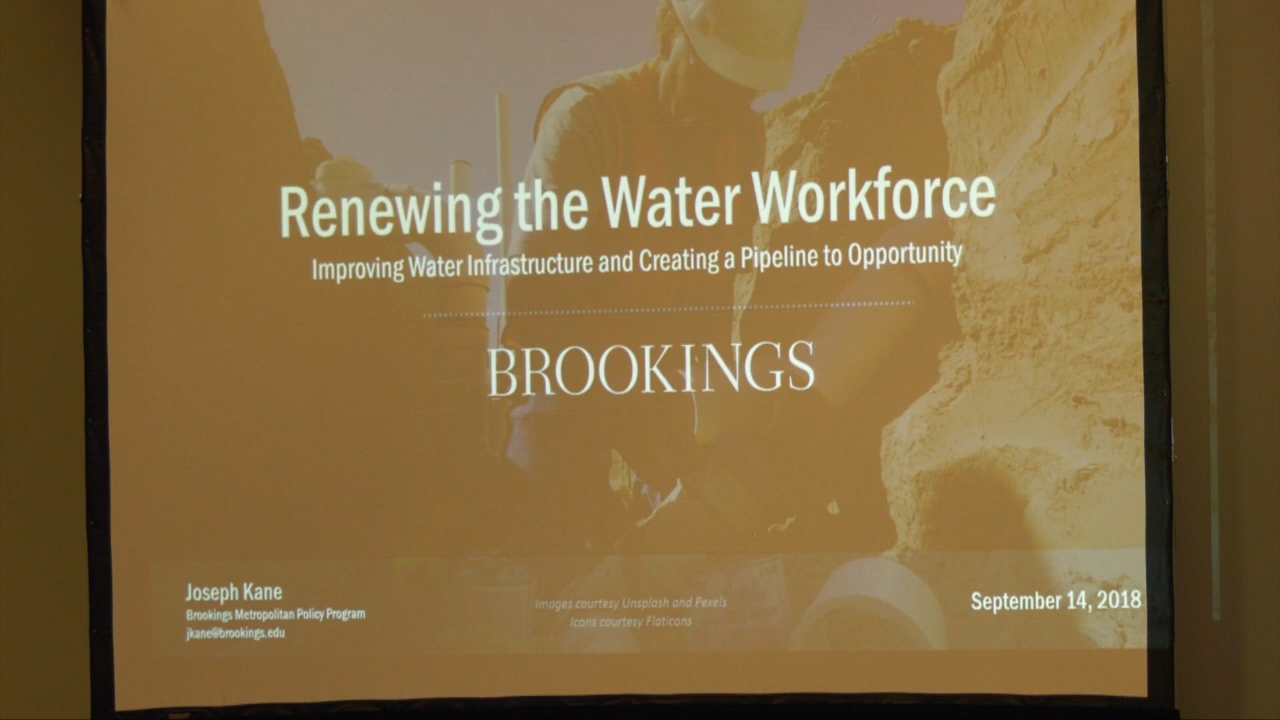 Renewing the Water Workforce
Improving Water Infrastructure and Creating a Pipeline to Opportunity
BROOKINGS
Joseph Kane
Brookings Metropolitan Policy Program
jkane@brookings.edu
Images courtesy Unsplash and Pexels
Icons courtesy Flaticons
September 14, 2018